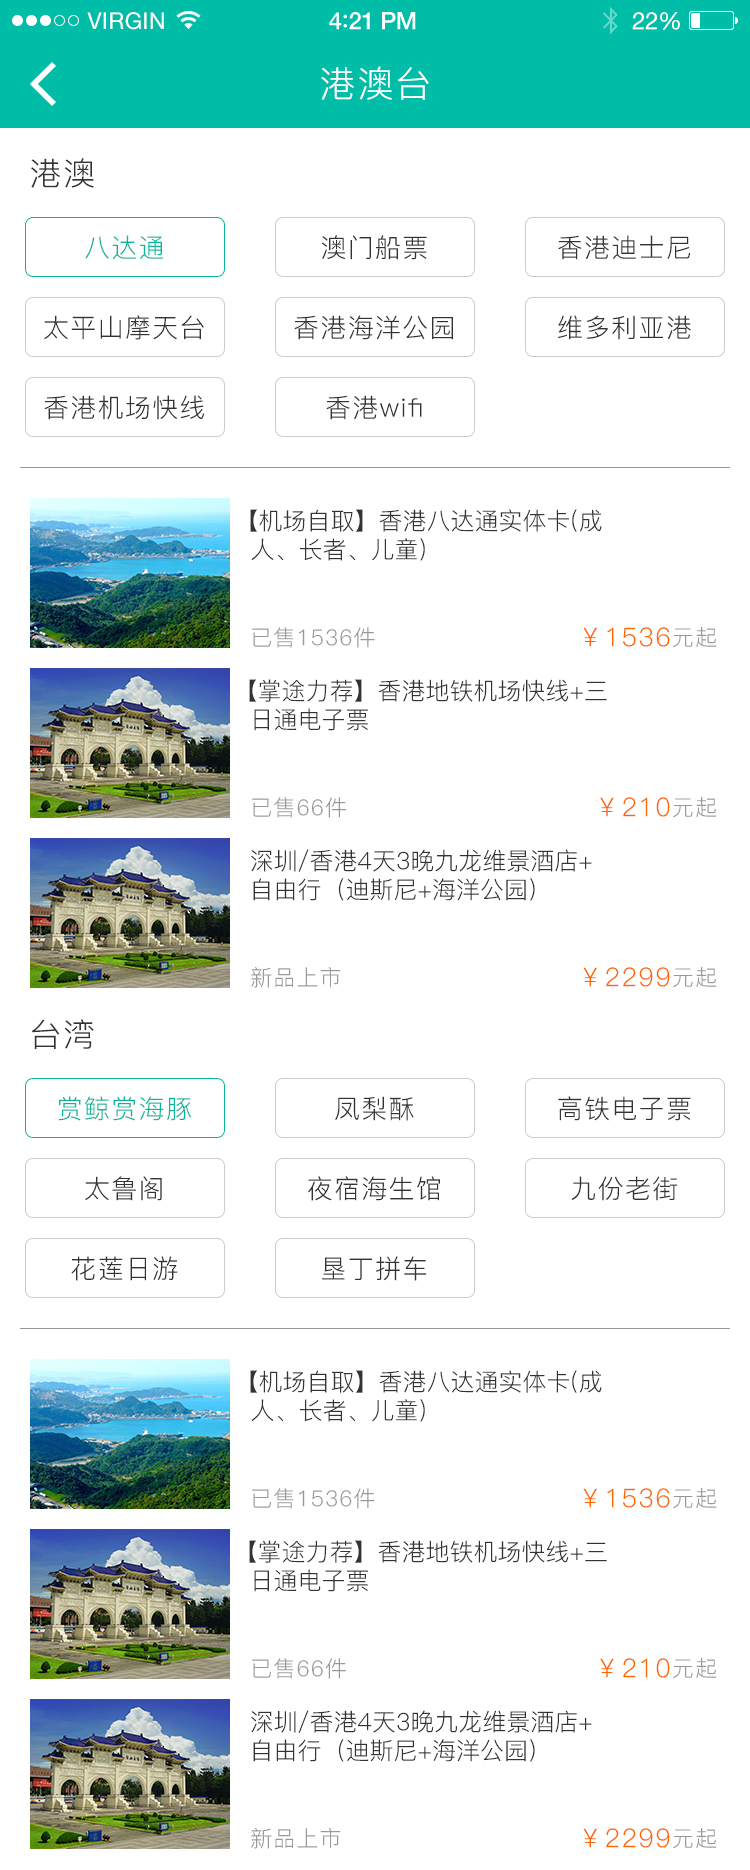 VIRGIN 4:21 PM 22%
港澳台
港澳
八达通 澳门船票 香港迪士尼
太平山摩天台 香港海洋公园 维多利亚港
香港机场快线 香港wifi
【机场自取】香港八达通实体卡(成
人、长者、儿童)
已售1536件 ¥1536元起
【掌途力荐】香港地铁机场快线+三
日通电子票
已售66件 ¥210元起
深圳/香港4天3晚九龙维景酒店+
自由行（迪斯尼+海洋公园）
新品上市 ¥2299元起
台湾
赏鲸赏海豚 凤梨酥 高铁电子票
太鲁阁 夜宿海生馆 九份老街
花莲日游 垦丁拼车
【机场自取】香港八达通实体卡(成
人、长者、儿童)
已售1536件 ¥1536元起
【掌途力荐】香港地铁机场快线+三
日通电子票
已售66件 ¥210元起
深圳/香港4天3晚九龙维景酒店+
自由行（迪斯尼+海洋公园）
新品上市 ¥2299元起